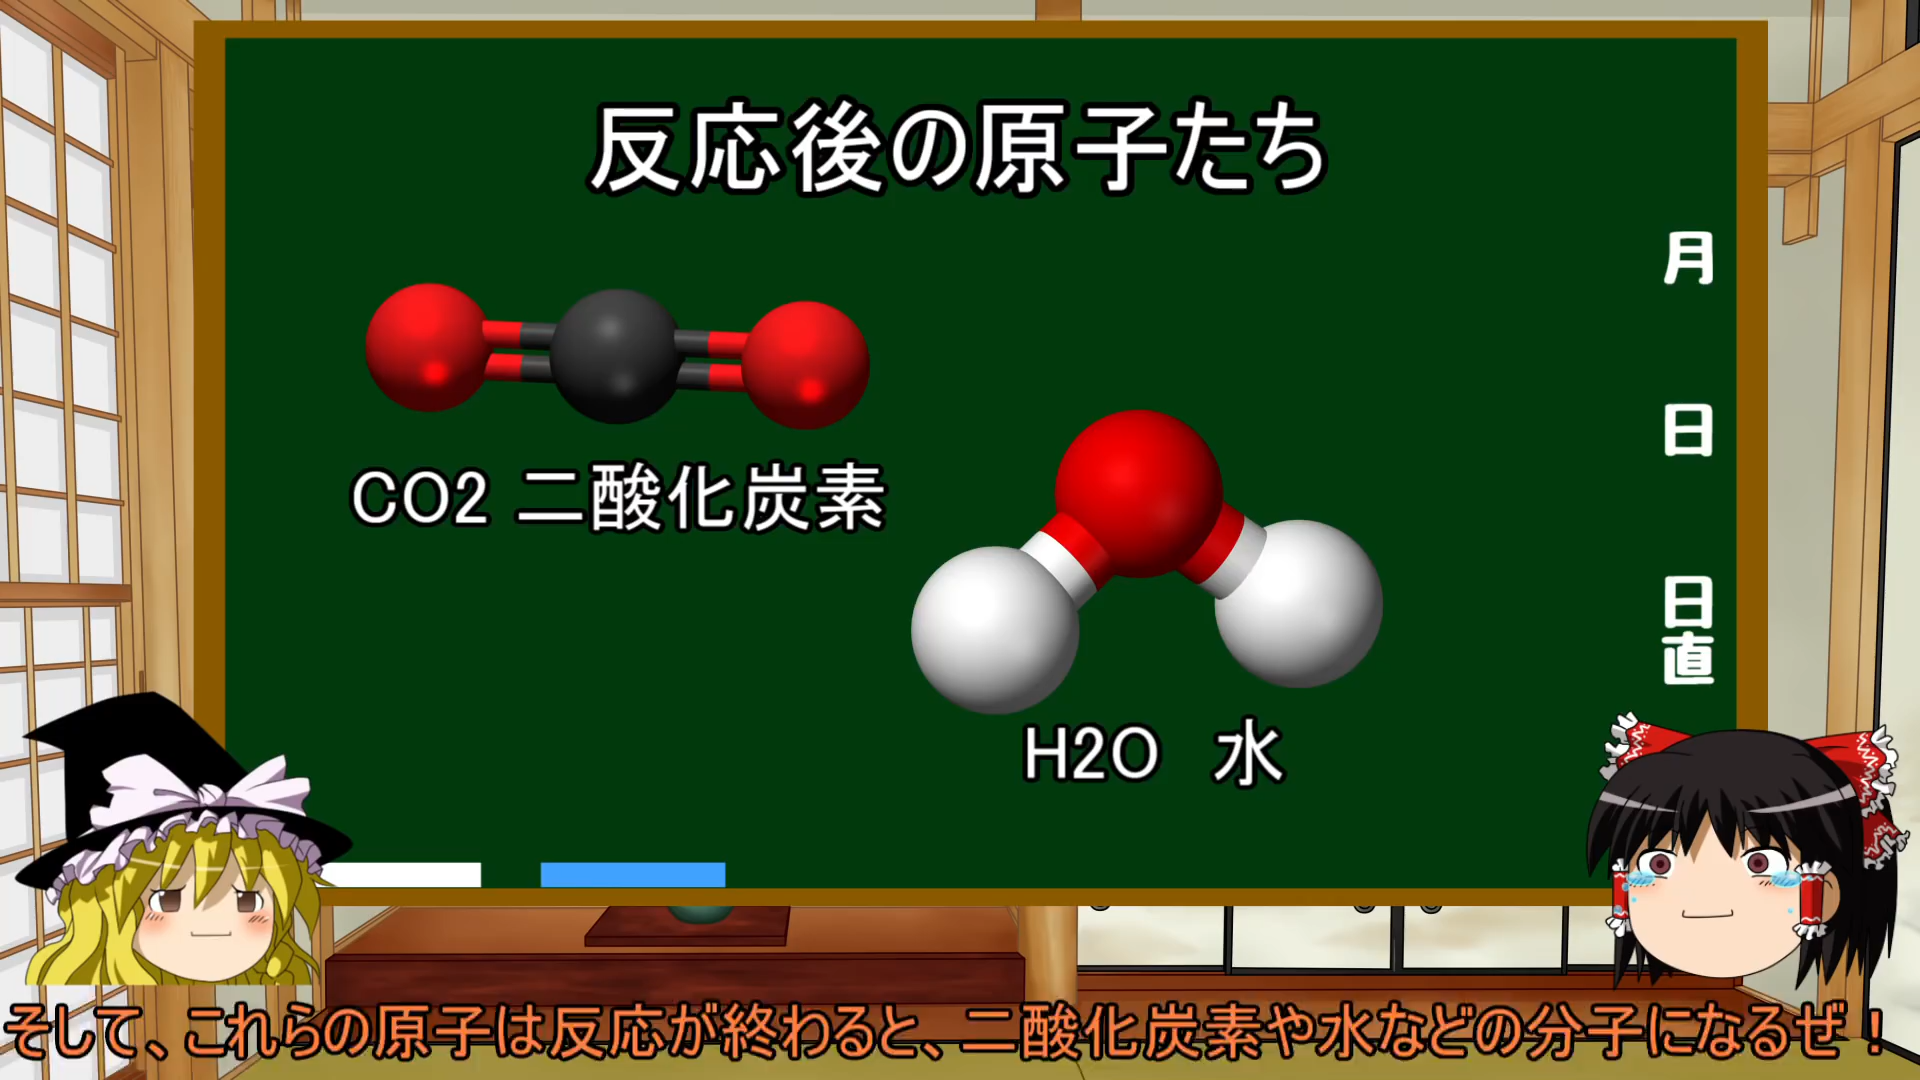 反応後の原子たち
CO2 二酸化炭素
H2O 水
月
日
日直
そして、これらの原子は反応が終わると、二酸化炭素や水などの分子になるぜ！